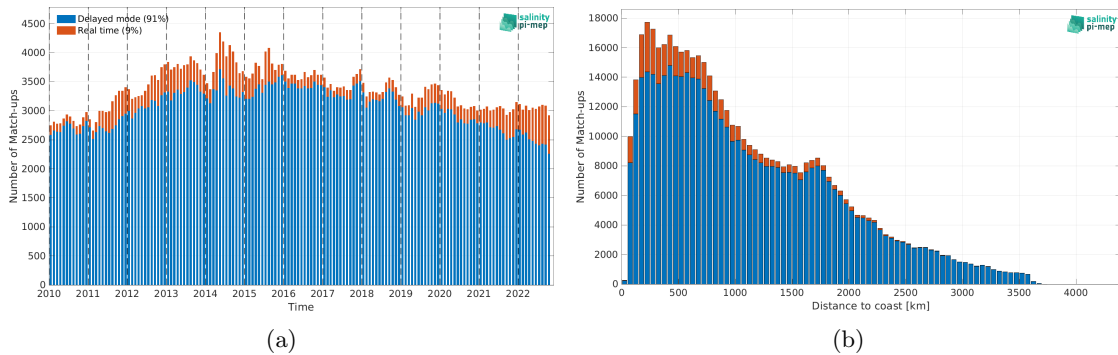 Delayed mode (91%)
Real time (9%)
salinity
pi-mep
4500
4000
3500
3000
2500
2000
1500
1000
500
0
Number of Match-ups
2010 2011 2012 2013 2014 2015 2016 2017 2018 2019 2020 2021 2022
Time
(a)
salinity
pi-mep
18000
16000
14000
12000
10000
8000
6000
4000
2000
0
Number of Match-ups
0 500 1000 1500 2000 2500 3000 3500 4000
Distance to coast [km]
(b)